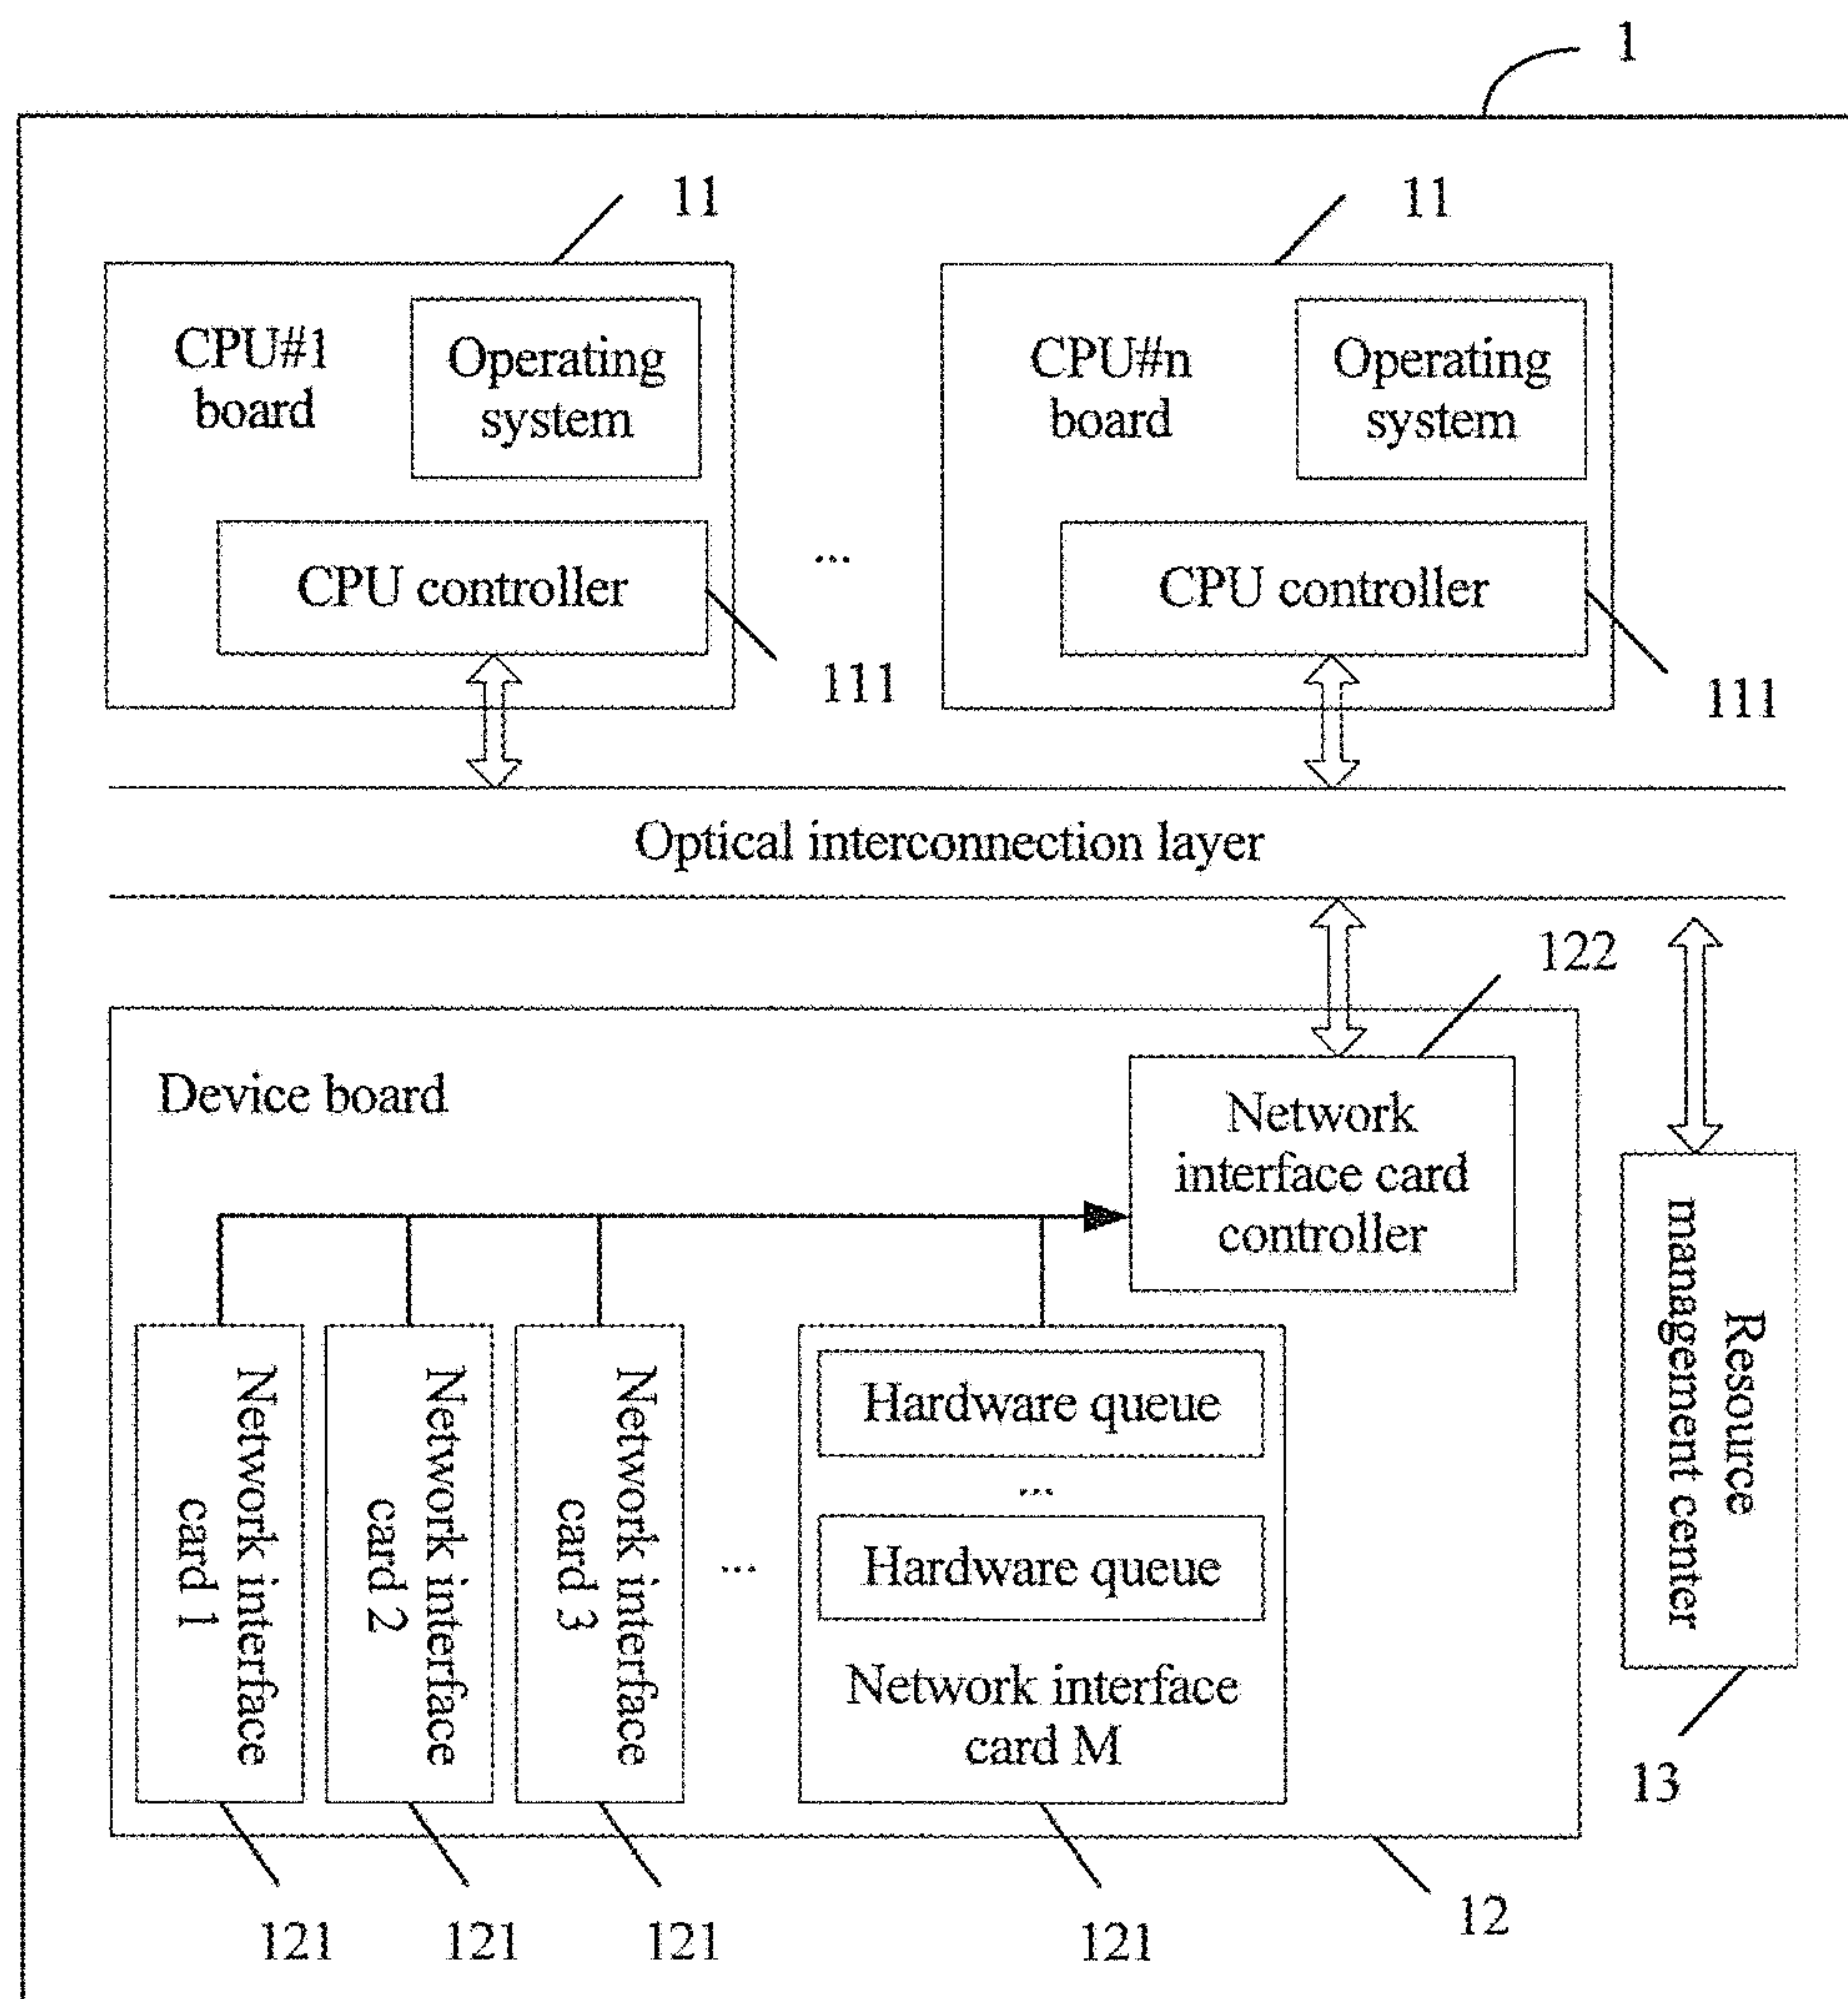 1
11
11
CPU#1
board
Operating
system
CPU#n
board
Operating
system
CPU controller
...
CPU controller
111
111
Optical interconnection layer
122
Device board
Network
interface card
controller
Resource
management center
Network interface
card 1
Network interface
card 2
Network interface
card 3
...
Hardware queue
...
Hardware queue
Network interface
card M
13
12
121
121
121
121